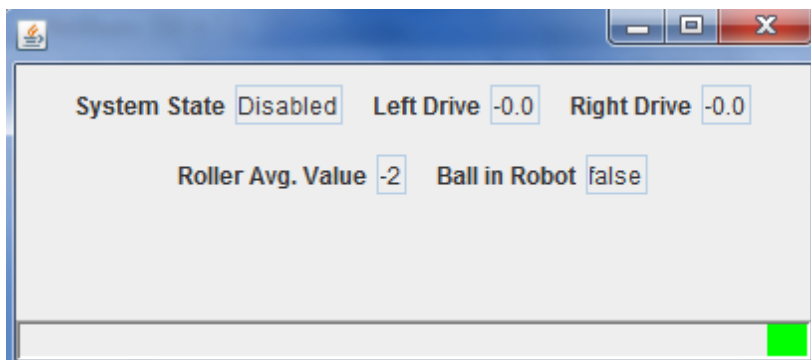 System State Disabled Left Drive -0.0 Right Drive -0.0
Roller Avg. Value -2 Ball in Robot false